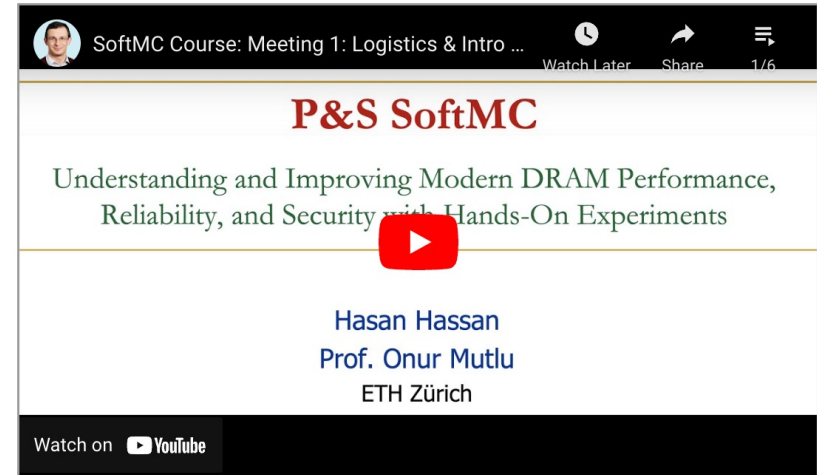 SoftMC Course: Meeting 1: Logistics & Intro ...
Watch Later
Share
1/6
P&S SoftMC
Understanding and Improving Modern DRAM Performance,
Reliability, and Security with Hands-On Experiments
Hasan Hassan
Prof. Onur Mutlu
ETH Zürich
Watch on YouTube